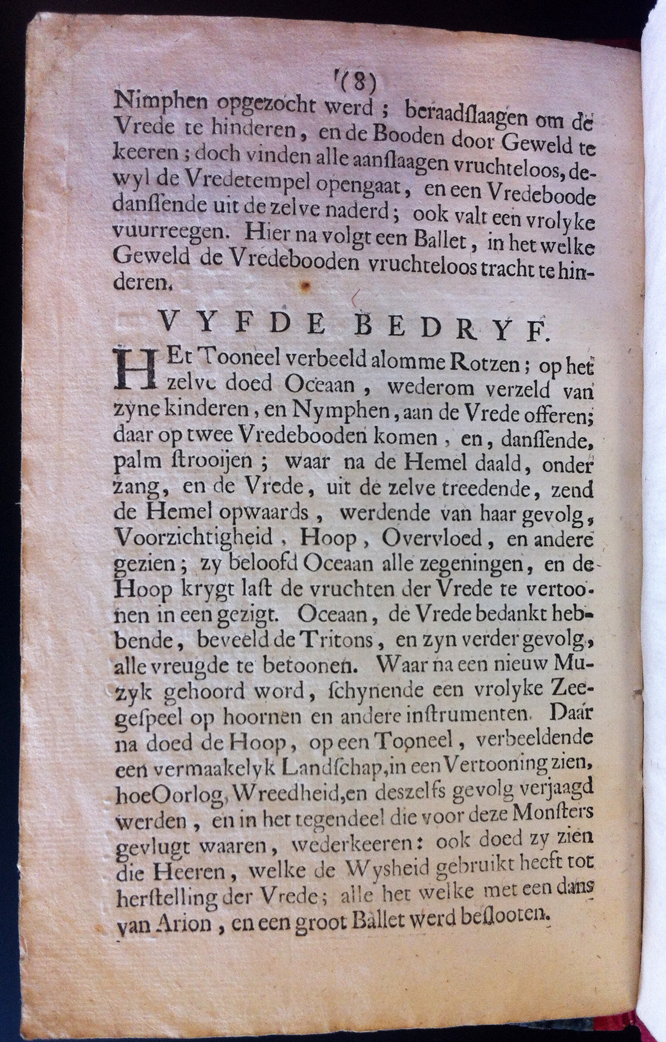 (8)
Nimphen opgezocht werd ; beraadſlaagen om de
Vrede te hinderen, en de Booden door Geweld te
keeren ; doch vinden alle aanſlaagen vruchteloos, de-
wyl de Vredetempel opengaat, en een Vredeboode
danſſende uit de zelve naderd ; ook valt een vrolyke
vuurreegen. Hier na volgt een Ballet, in het welke
Geweld de Vredebooden vruchteloos tracht te hin-
deren.
VYFDE BEDRYF.
HEt Tooneel verbeeld alomme Rotzen ; op het
zelve doed Oceaan, wederom verzeld van
zyne kinderen, en Nymphen, aan de Vrede offeren;
daar op twee Vredebooden komen, en, danſſende,
palm ſtrooijen ; waar na de Hemel daald, onder
zang, en de Vrede, uit de zelve treedende, zend
de Hemel opwaards, werdende van haar gevolg,
Voorzichtigheid, Hoop, Overvloed, en andere
gezien ; zy beloofd Oceaan alle zegeningen, en de
Hoop krygt laſt de vruchten der Vrede te vertoo-
nen in een gezigt. Oceaan, de Vrede bedankt heb-
bende, beveeld de Tritons, en zyn verder gevolg,
alle vreugde te betoonen. Waar na een nieuw Mu-
zyk gehoord word, ſchynende een vrolyke Zee-
geſpeel op hoornen en andere inſtrumenten. Daar
na doed de Hoop, op een Toneel, verbeeldende
een vermaakelyk Landſchap, in een Vertooning zien,
hoe Oorlog, Wreedheid, en deszelfs gevolg verjaagd
werden, en in het tegendeel die voor deze Monſters
gevlugt waaren, wederkeeren: ook doed zy zien
die Heeren, welke de Wysheid gebruikt heeft tot
herſtelling der Vrede; alle het welke met een dans
van Arion, en een groot Ballet werd beſlooten.